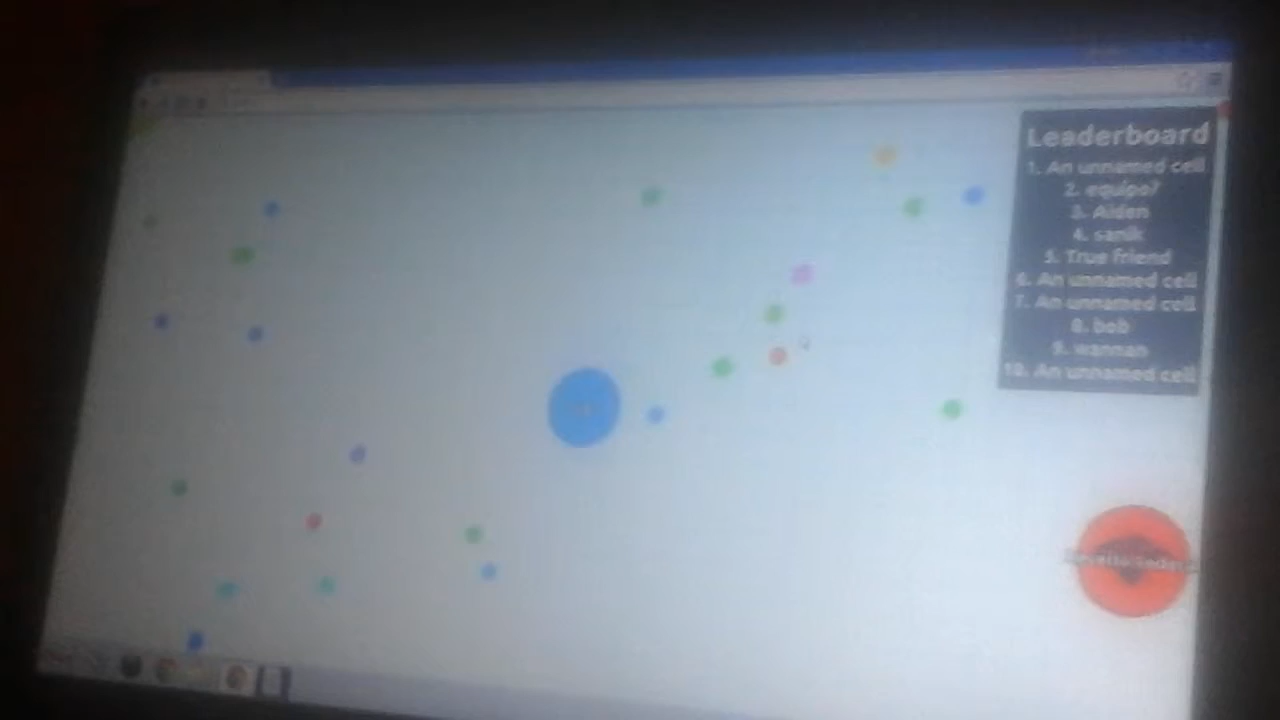 Leaderboard
1. An unnamed cell
2. equipo7
3. Aiden
4. sanik
5. True friend
6. An unnamed cell
7. An unnamed cell
8. bob
9. wannan
10. An unnamed cell